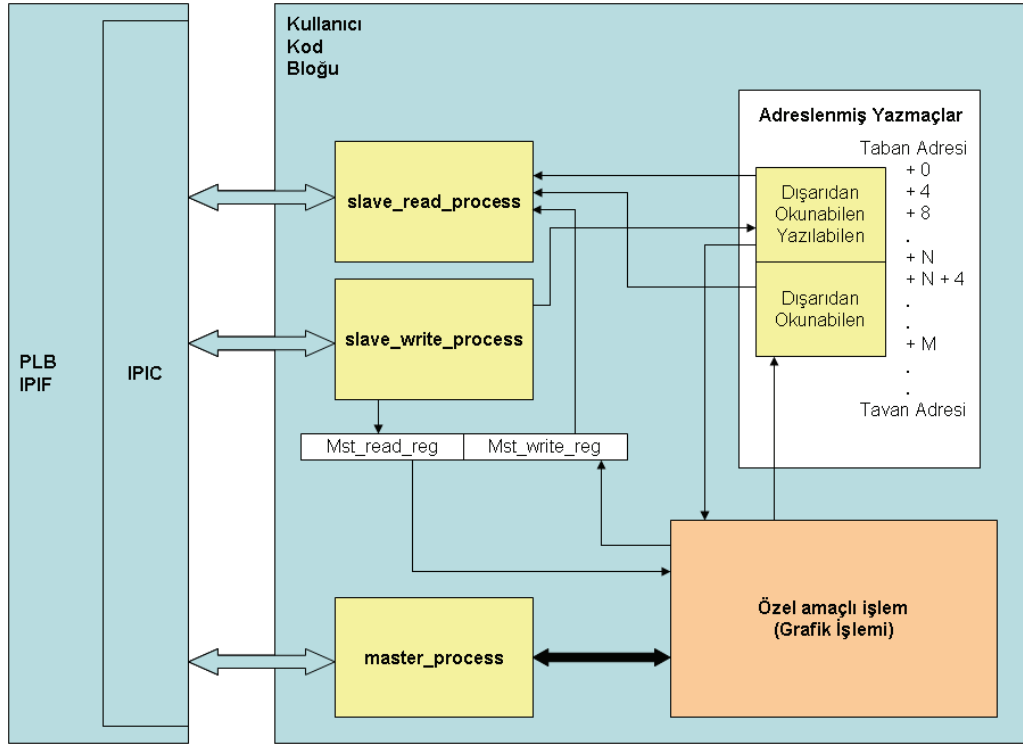 Kullanıcı
Kod
Bloğu
PLB
IPIF
IPIC
slave_read_process
slave_write_process
Mst_read_reg
Mst_write_reg
master_process
Adreslenmiş Yazmaçlar
Taban Adresi
+ 0
+ 4
+ 8
.
+ N
+ N + 4
.
.
+ M
.
.
Tavan Adresi
Dışarıdan
Okunabilen
Yazılabilen
Dışarıdan
Okunabilen
Özel amaçlı işlem
(Grafik İşlemi)